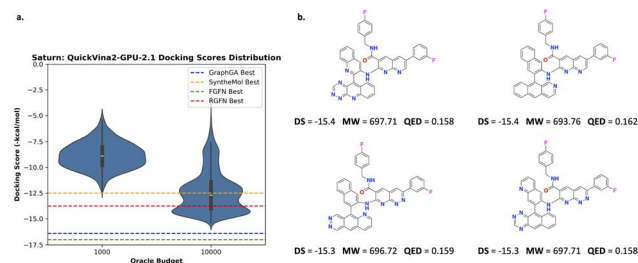 a.
Saturn: QuickVina2-GPU-2.1 Docking Scores Distribution
0.0
−2.5
−5.0
−7.5
−10.0
−12.5
−15.0
−17.5
Docking Score (-kcal/mol)
GraphGA Best
SyntheMol Best
FGFN Best
RGFN Best
1000
10000
Oracle Budget
b.
DS = -15.4 MW = 697.71 QED = 0.158
DS = -15.4 MW = 693.76 QED = 0.162
DS = -15.3 MW = 696.72 QED = 0.159
DS = -15.3 MW = 697.71 QED = 0.158